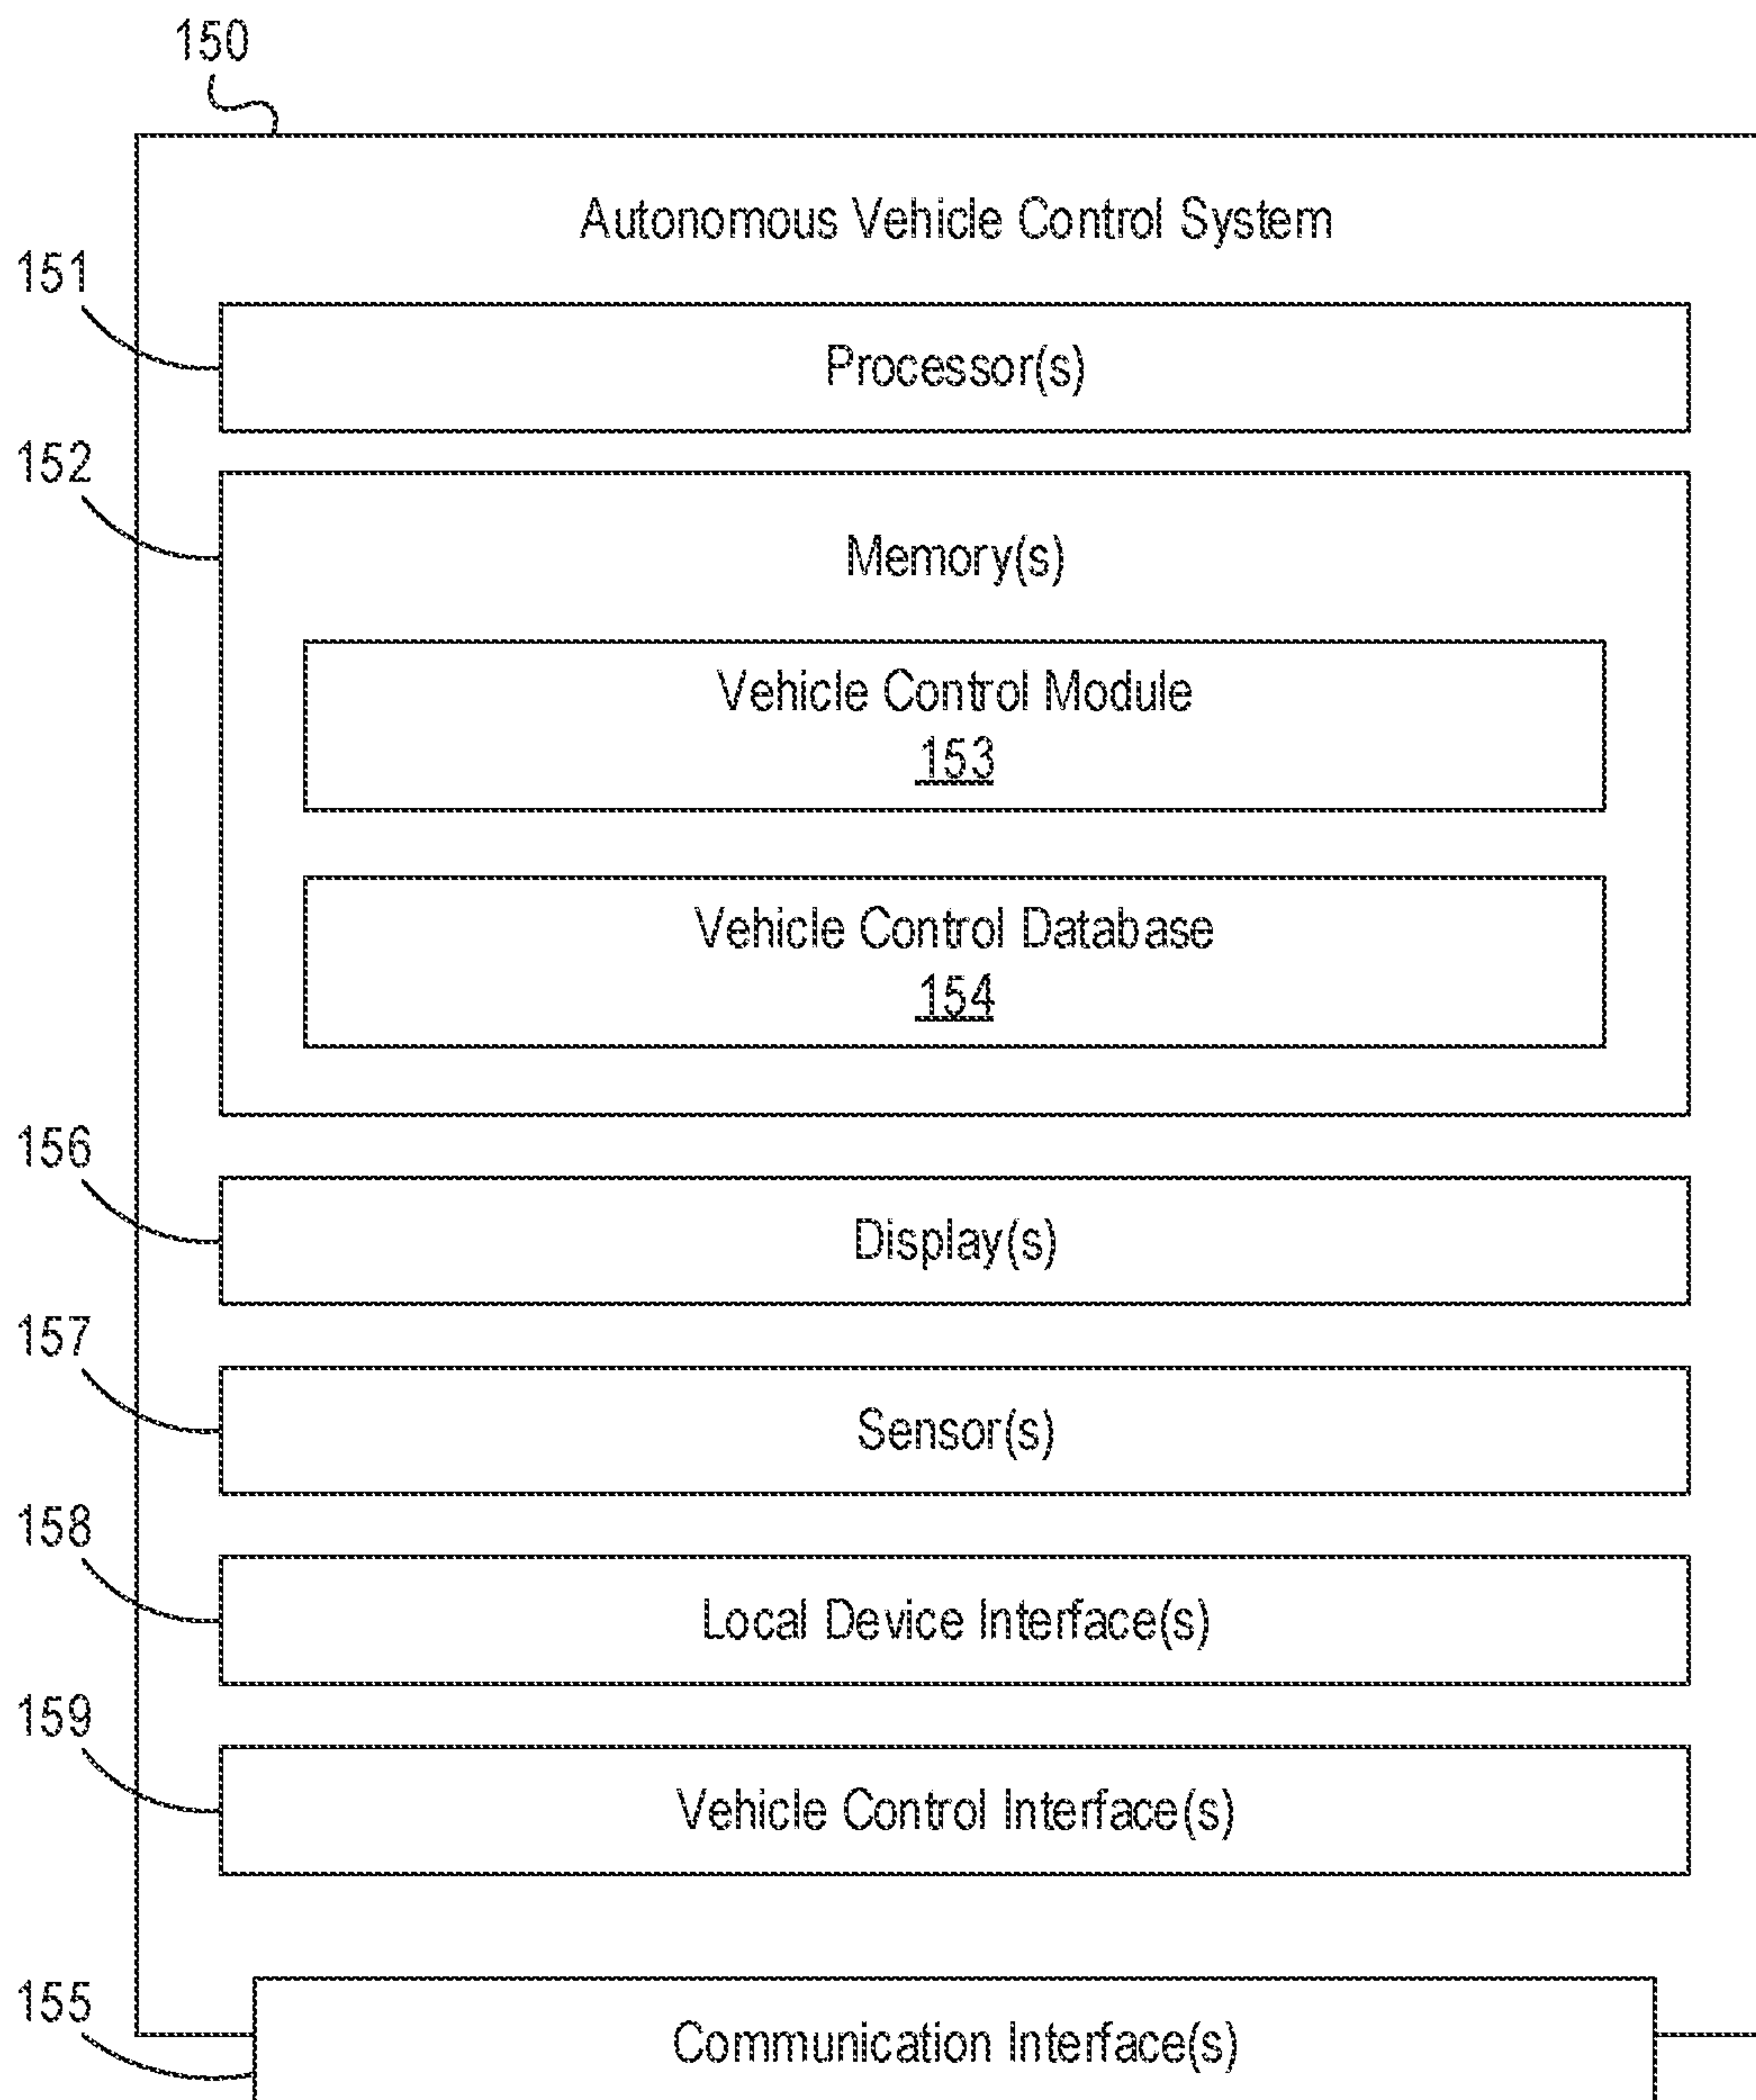 150
Autonomous Vehicle Control System
151
Processor(s)
152
Memory(s)
Vehicle Control Module
153
Vehicle Control Database
154
156
Display(s)
157
Sensor(s)
158
Local Device Interface(s)
159
Vehicle Control Interface(s)
155
Communication Interface(s)